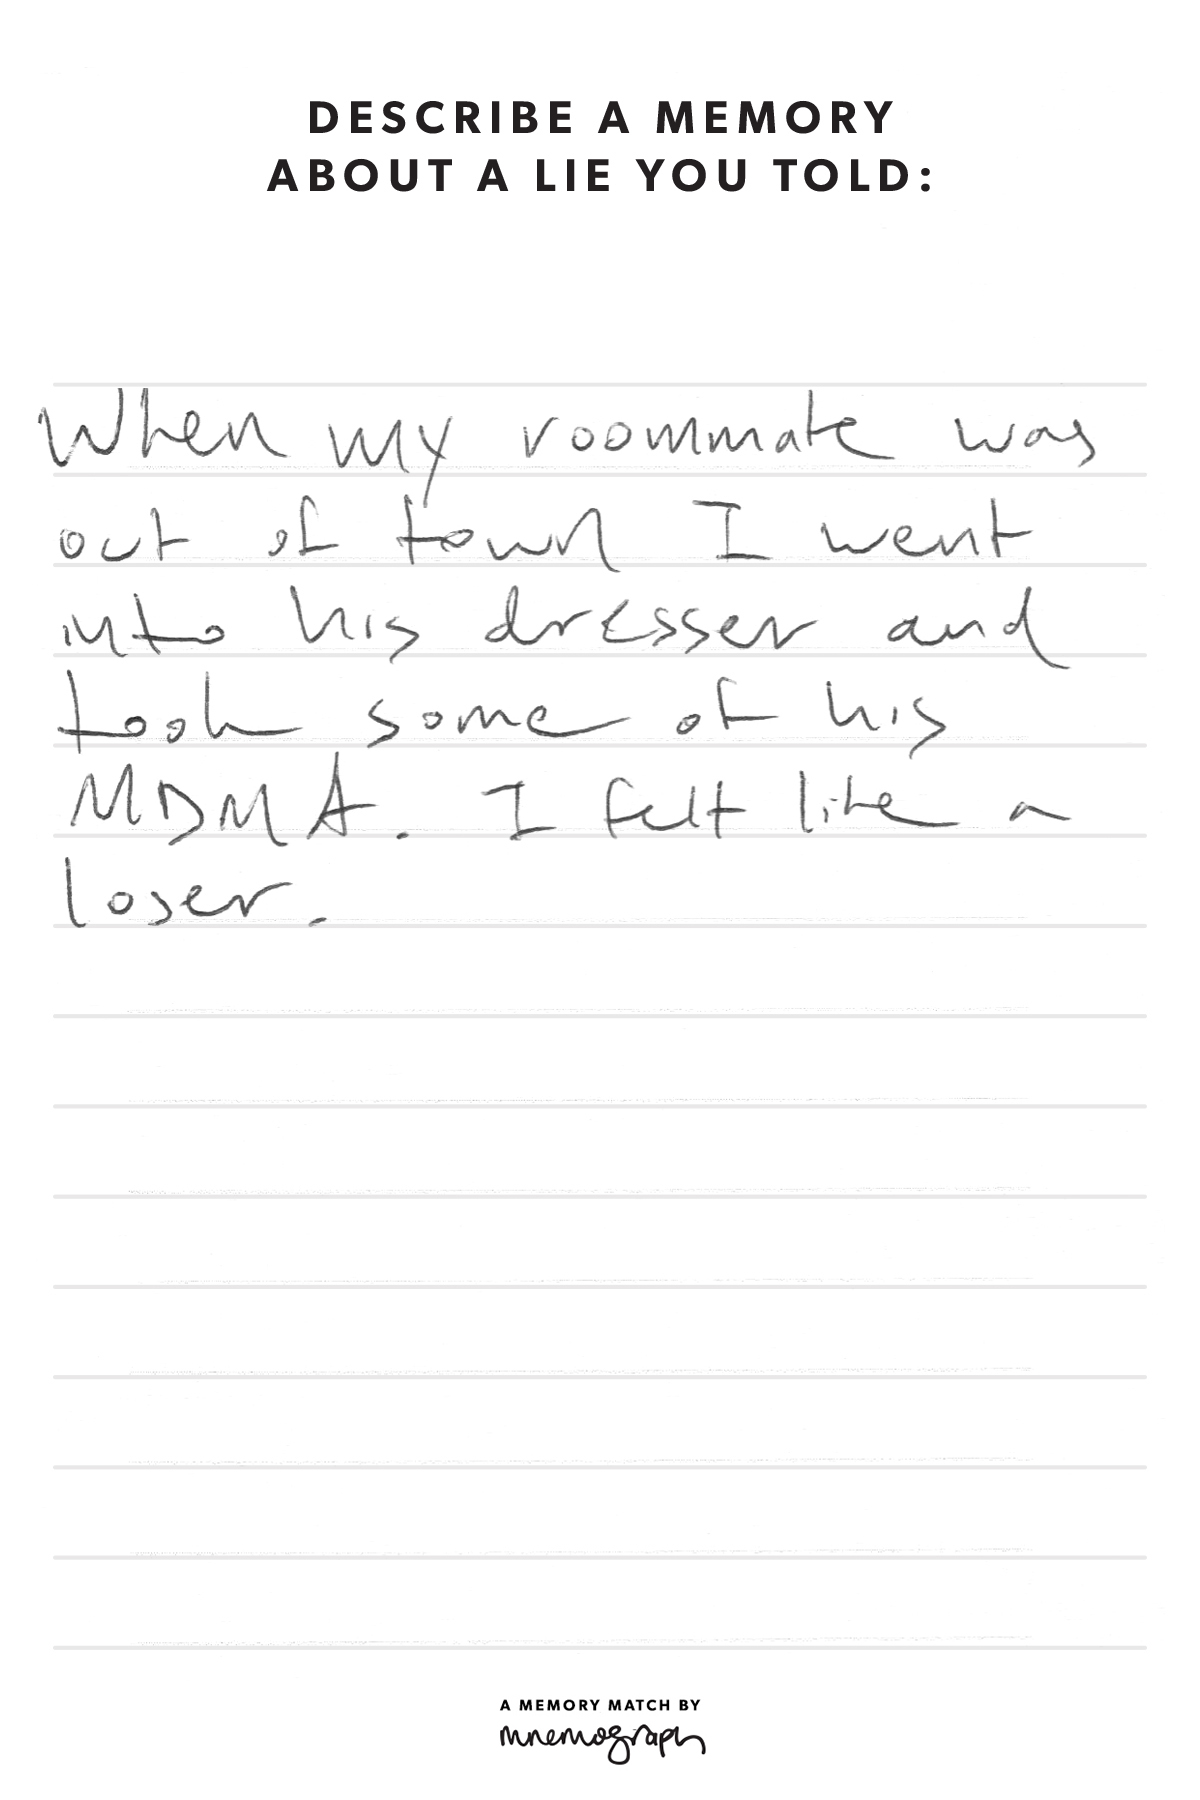 DESCRIBE A MEMORY
ABOUT A LIE YOU TOLD:
When my roommate was
out of town I went
into his dresser and
took some of his
MDMA. I felt like a
loser.
A MEMORY MATCH BY
mnemograph